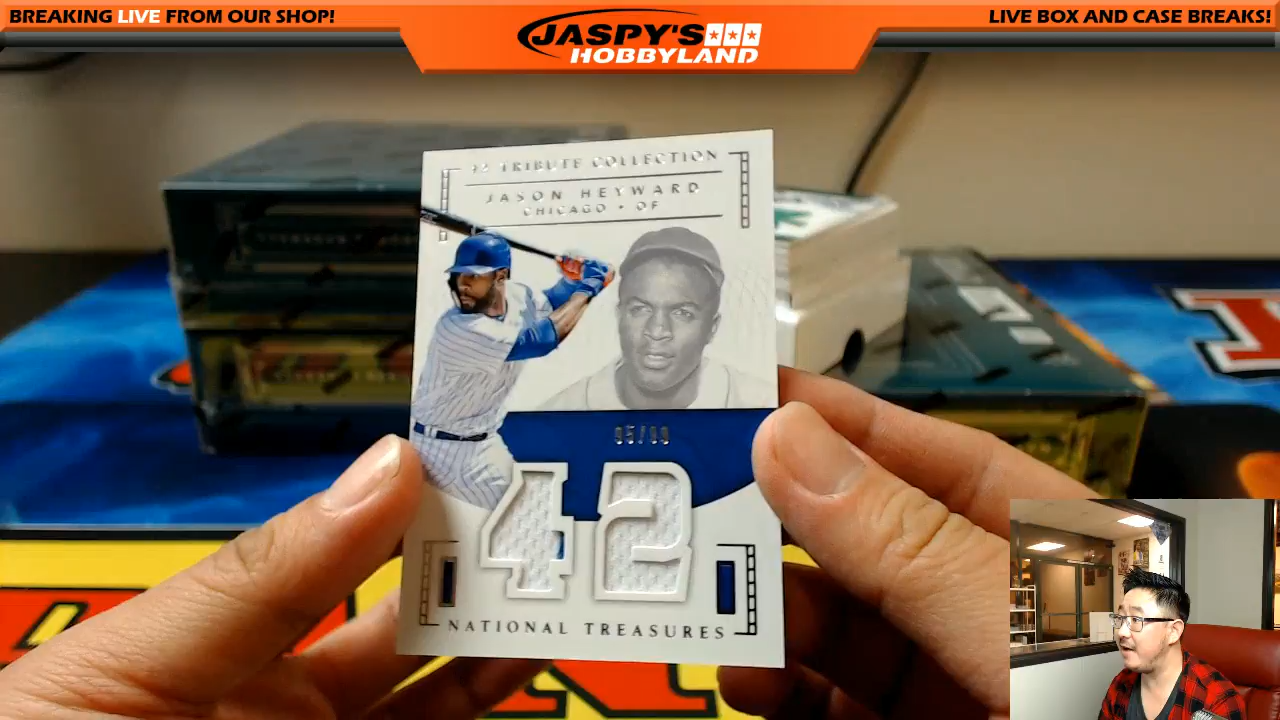 BREAKING LIVE FROM OUR SHOP!
JASPY'S
HOBBYLAND
LIVE BOX AND CASE BREAKS!
42 TRIBUTE COLLECTION
JASON HEYWARD
CHICAGO • OF
42
NATIONAL TREASURES